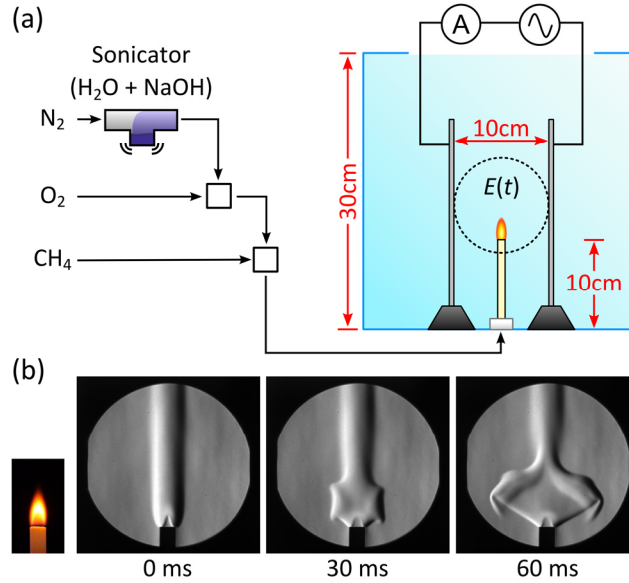 (a)
Sonicator
(H₂O + NaOH)
N₂
O₂
CH₄
A
10cm
E(t)
30cm
10cm
(b)
0 ms
30 ms
60 ms